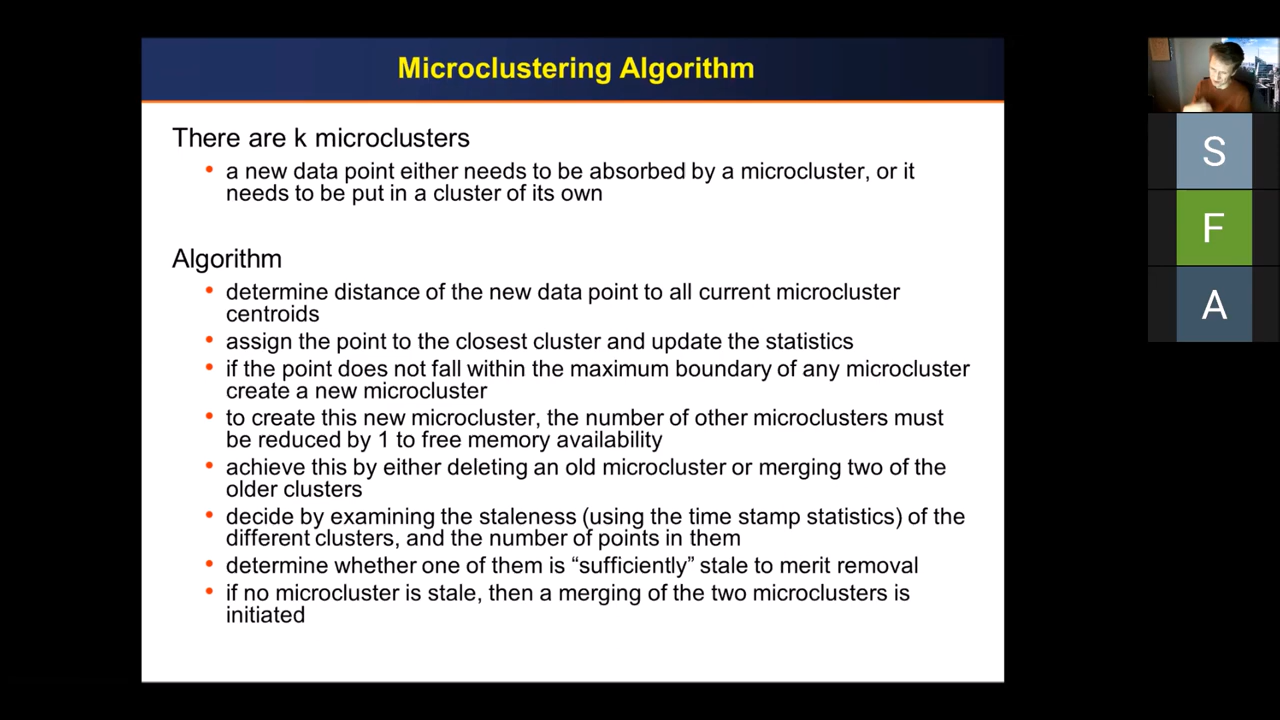 Microclustering Algorithm
There are k microclusters
• a new data point either needs to be absorbed by a microcluster, or it
needs to be put in a cluster of its own
Algorithm
• determine distance of the new data point to all current microcluster
centroids
• assign the point to the closest cluster and update the statistics
• if the point does not fall within the maximum boundary of any microcluster
create a new microcluster
• to create this new microcluster, the number of other microclusters must
be reduced by 1 to free memory availability
• achieve this by either deleting an old microcluster or merging two of the
older clusters
• decide by examining the staleness (using the time stamp statistics) of the
different clusters, and the number of points in them
• determine whether one of them is “sufficiently” stale to merit removal
• if no microcluster is stale, then a merging of the two microclusters is
initiated
S
F
A